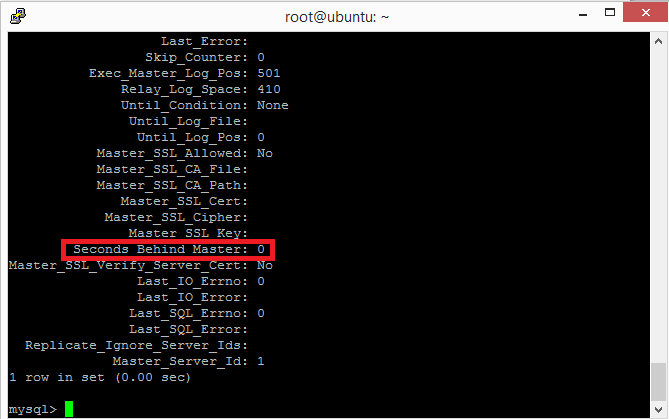 root@ubuntu: ~
Last_Error:
Skip_Counter: 0
Exec_Master_Log_Pos: 501
Relay_Log_Space: 410
Until_Condition: None
Until_Log_File:
Until_Log_Pos: 0
Master_SSL_Allowed: No
Master_SSL_CA_File:
Master_SSL_CA_Path:
Master_SSL_Cert:
Master_SSL_Cipher:
Master_SSL_Key:
Seconds_Behind_Master: 0
Master_SSL_Verify_Server_Cert: No
Last_IO_Errno: 0
Last_IO_Error:
Last_SQL_Errno: 0
Last_SQL_Error:
Replicate_Ignore_Server_Ids:
Master_Server_Id: 1
1 row in set (0.00 sec)
mysql>